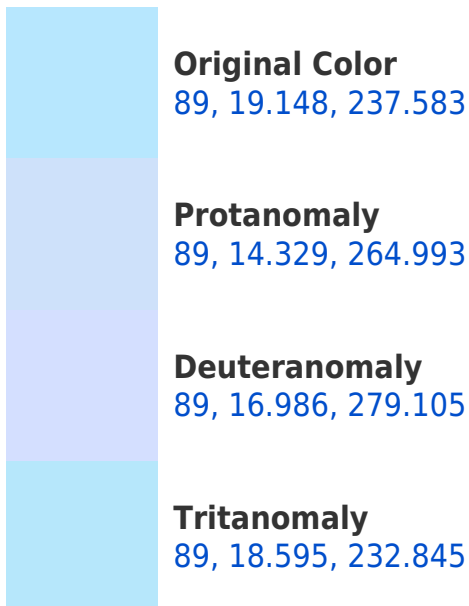 Original Color
89, 19.148, 237.583
Protanomaly
89, 14.329, 264.993
Deuteranomaly
89, 16.986, 279.105
Tritanomaly
89, 18.595, 232.845